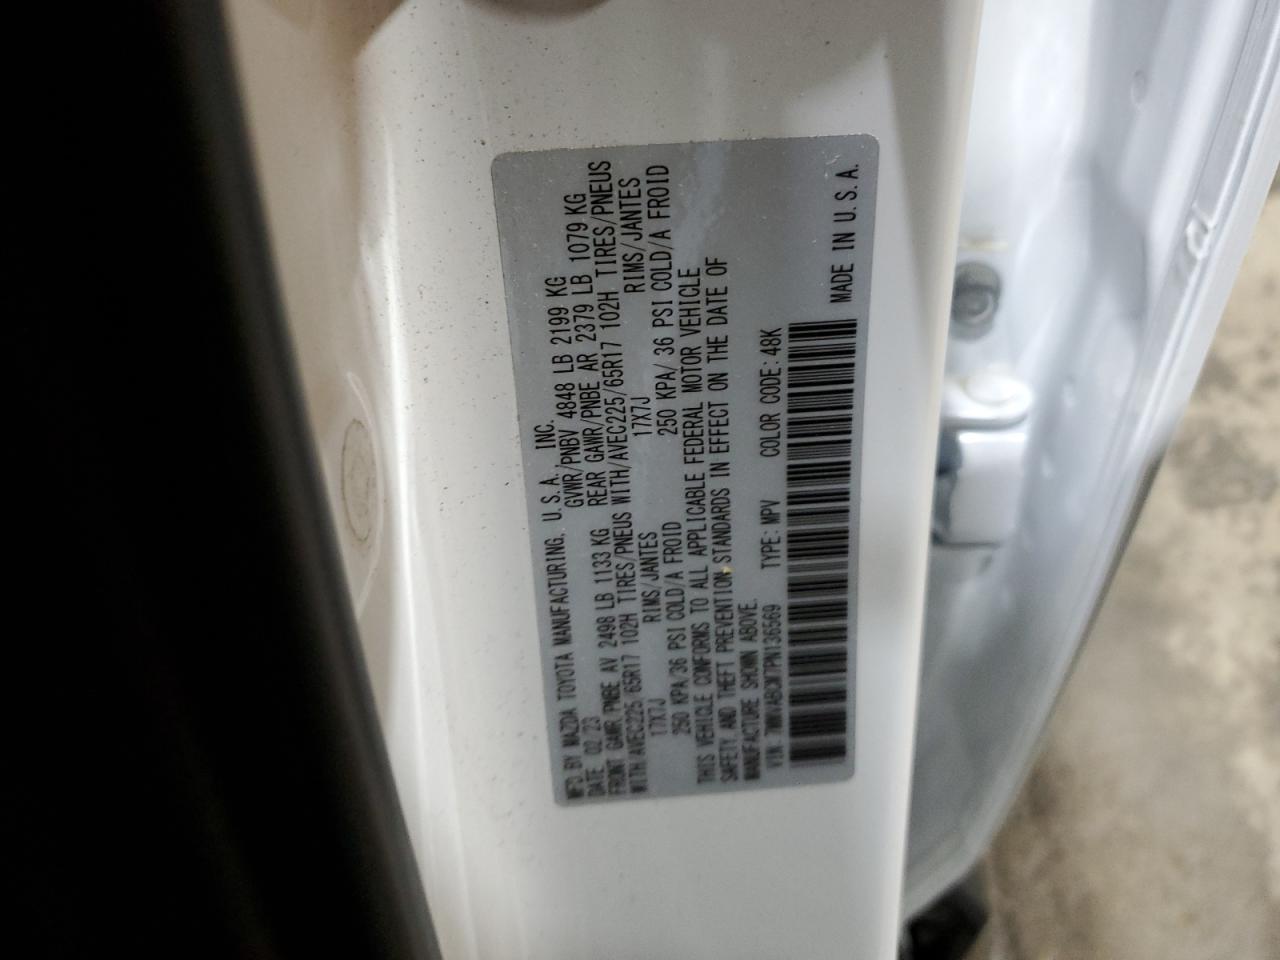 MFD. BY MAZDA TOYOTA MANUFACTURING, U.S.A., INC.
DATE 02/23 GVWR/PNBV 4848 LB 2199 KG
FRONT GAWR/PNBE AV 2498 LB 1133 KG REAR GAWR/PNBE AR 2379 LB 1079 KG
WITH/AVEC225/65R17 102H TIRES/PNEUS WITH/AVEC225/65R17 102H TIRES/PNEUS
17X7J RIMS/JANTES 17X7J RIMS/JANTES
250 KPA/36 PSI COLD/A FROID 250 KPA/ 36 PSI COLD/A FROID
THIS VEHICLE CONFORMS TO ALL APPLICABLE FEDERAL MOTOR VEHICLE
SAFETY, AND THEFT PREVENTION STANDARDS IN EFFECT ON THE DATE OF
MANUFACTURE SHOWN ABOVE.
VIN: 7MMVABCM7PN136569 TYPE: MPV COLOR CODE: 48K
MADE IN U.S.A.